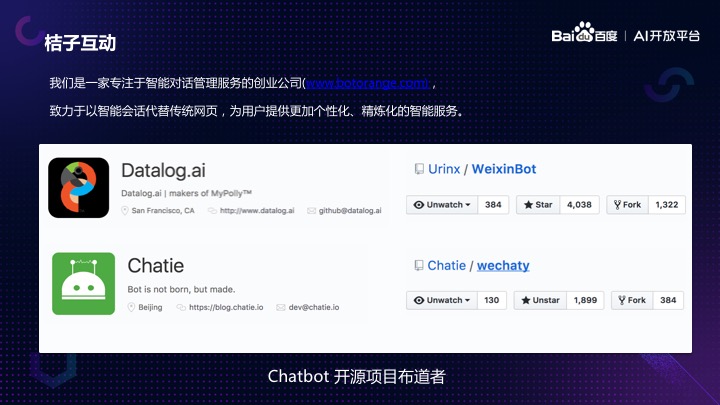 桔子互动
Bai du 百度 | AI开放平台
我们是一家专注于智能对话管理服务的创业公司(www.botorange.com)，
致力于以智能会话代替传统网页，为用户提供更加个性化、精炼化的智能服务。
Datalog.ai
Datalog.ai | makers of MyPolly™
San Francisco, CA http://www.datalog.ai github@datalog.ai
Urinx / WeixinBot
Unwatch 384 Star 4,038 Fork 1,322
Chatie
Bot is not born, but made.
Beijing https://blog.chatie.io dev@chatie.io
Chatie / wechaty
Unwatch 130 Unstar 1,899 Fork 384
Chatbot 开源项目布道者